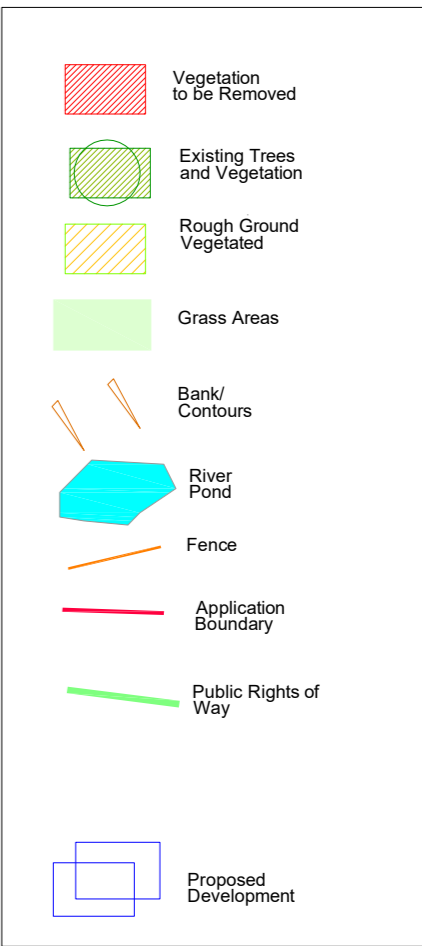 Vegetation
to be Removed
Existing Trees
and Vegetation
Rough Ground
Vegetated
Grass Areas
Bank/
Contours
River
Pond
Fence
Application
Boundary
Public Rights of
Way
Proposed
Development